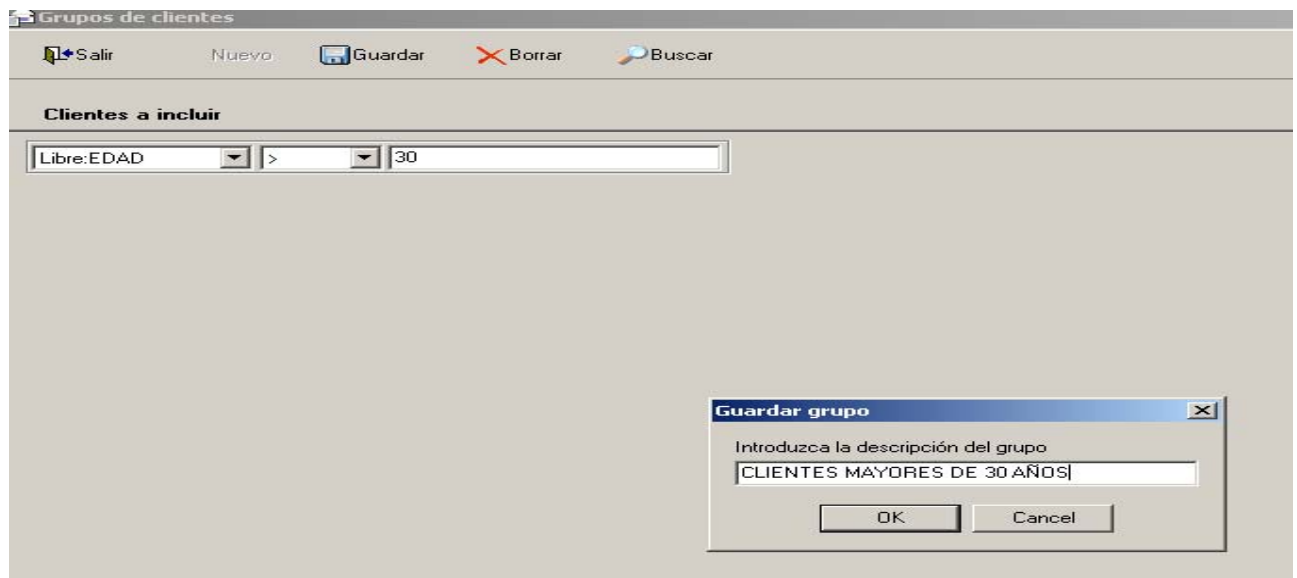 Grupos de clientes
Salir Nuevo Guardar Borrar Buscar
Clientes a incluir
Libre:EDAD > 30
Guardar grupo
Introduzca la descripción del grupo
CLIENTES MAYORES DE 30 AÑOS
OK Cancel